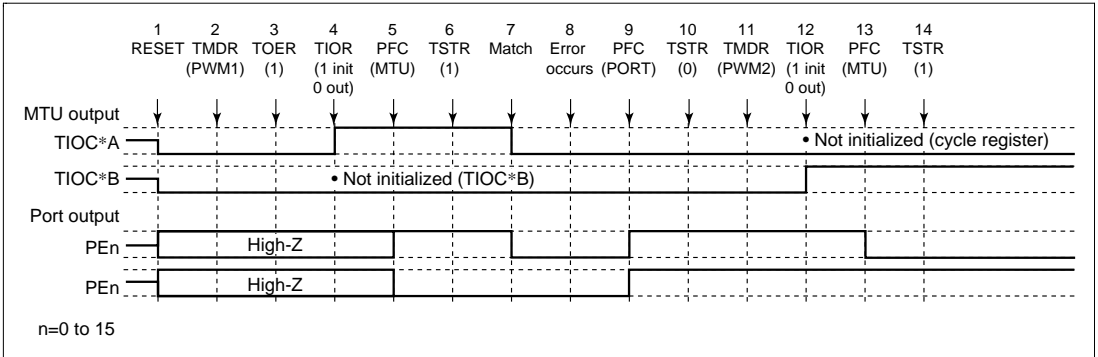 1 2 3 4 5 6 7 8 9 10 11 12 13 14
RESET TMDR TOER TIOR PFC TSTR Match Error PFC TSTR TMDR TIOR PFC TSTR
(PWM1) (1) (1 init (MTU) (1) occurs (PORT) (0) (PWM2) (1 init (MTU) (1)
0 out) 0 out)
MTU output
TIOC*A • Not initialized (cycle register)
TIOC*B • Not initialized (TIOC*B)
Port output
PEn High-Z
PEn High-Z
n=0 to 15